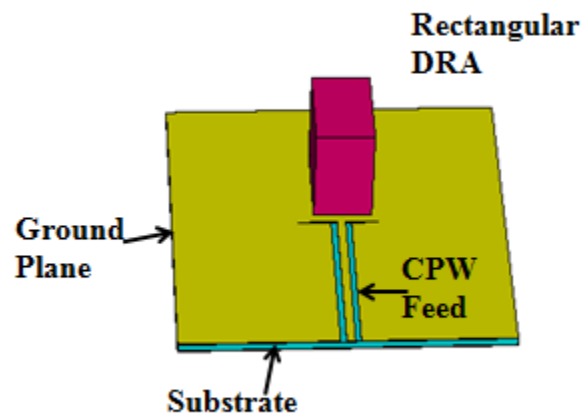 Rectangular
DRA
Ground
Plane
CPW
Feed
Substrate